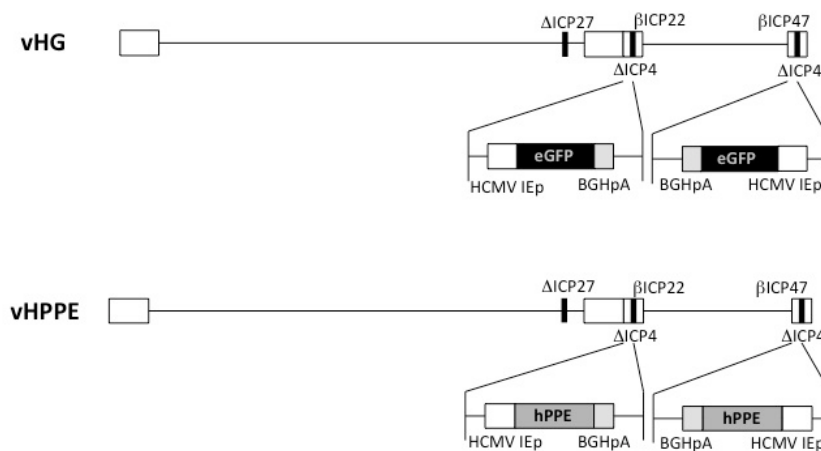 vHG
ΔICP27 βICP22 βICP47
ΔICP4 ΔICP4
eGFP eGFP
HCMV IEp BGHpA BGHpA HCMV IEp
vHPPE
ΔICP27 βICP22 βICP47
ΔICP4 ΔICP4
hPPE hPPE
HCMV IEp BGHpA BGHpA HCMV IEp